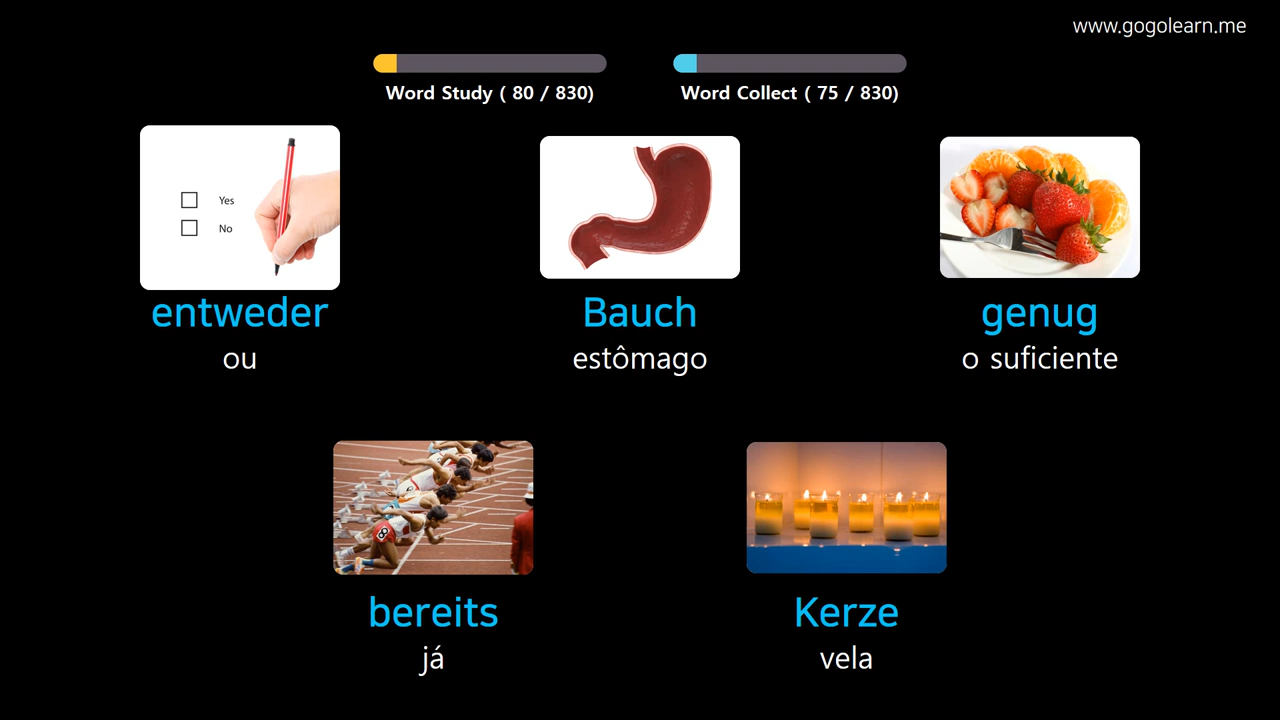 www.gogolearn.me
Word Study ( 80 / 830)
Word Collect ( 75 / 830)
Yes
No
entweder
ou
Bauch
estômago
genug
o suficiente
8
bereits
já
Kerze
vela